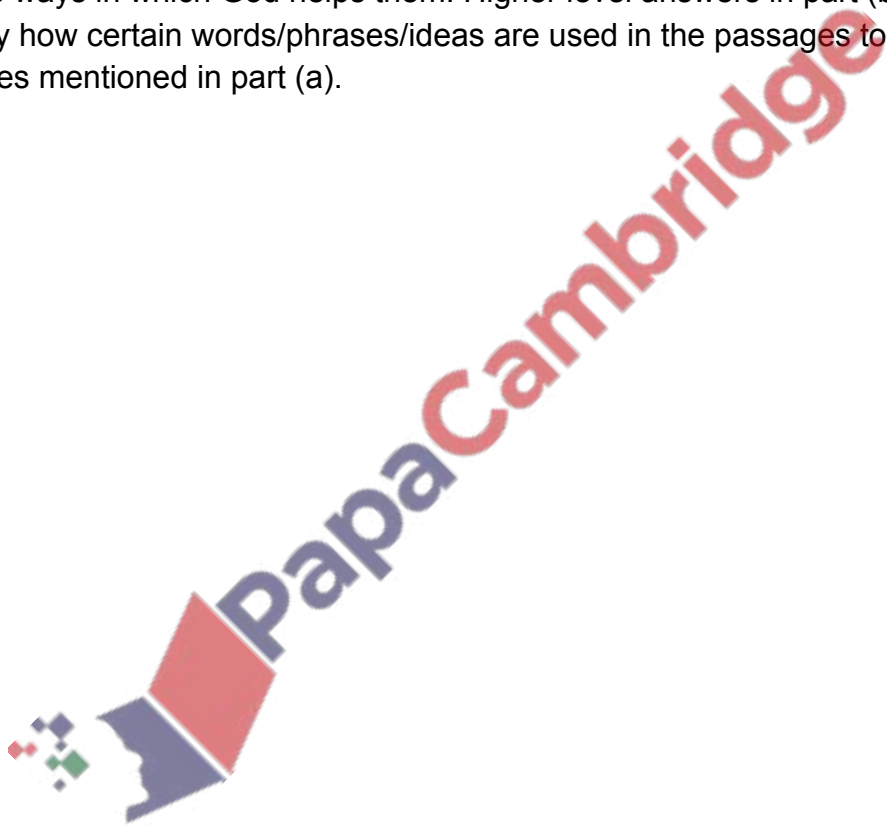 ways in which God helps them. Higher level answers in part (
y how certain words/phrases/ideas are used in the passages to
es mentioned in part (a).
PapaCambridge